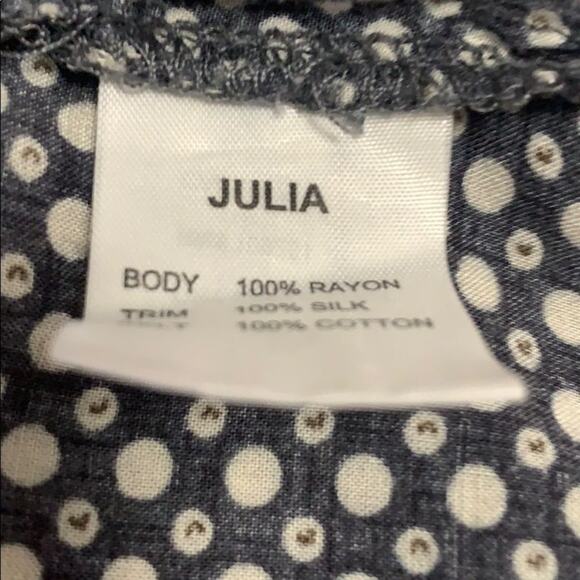 JULIA
BODY 100% RAYON
TRIM 100% SILK
100% COTTON